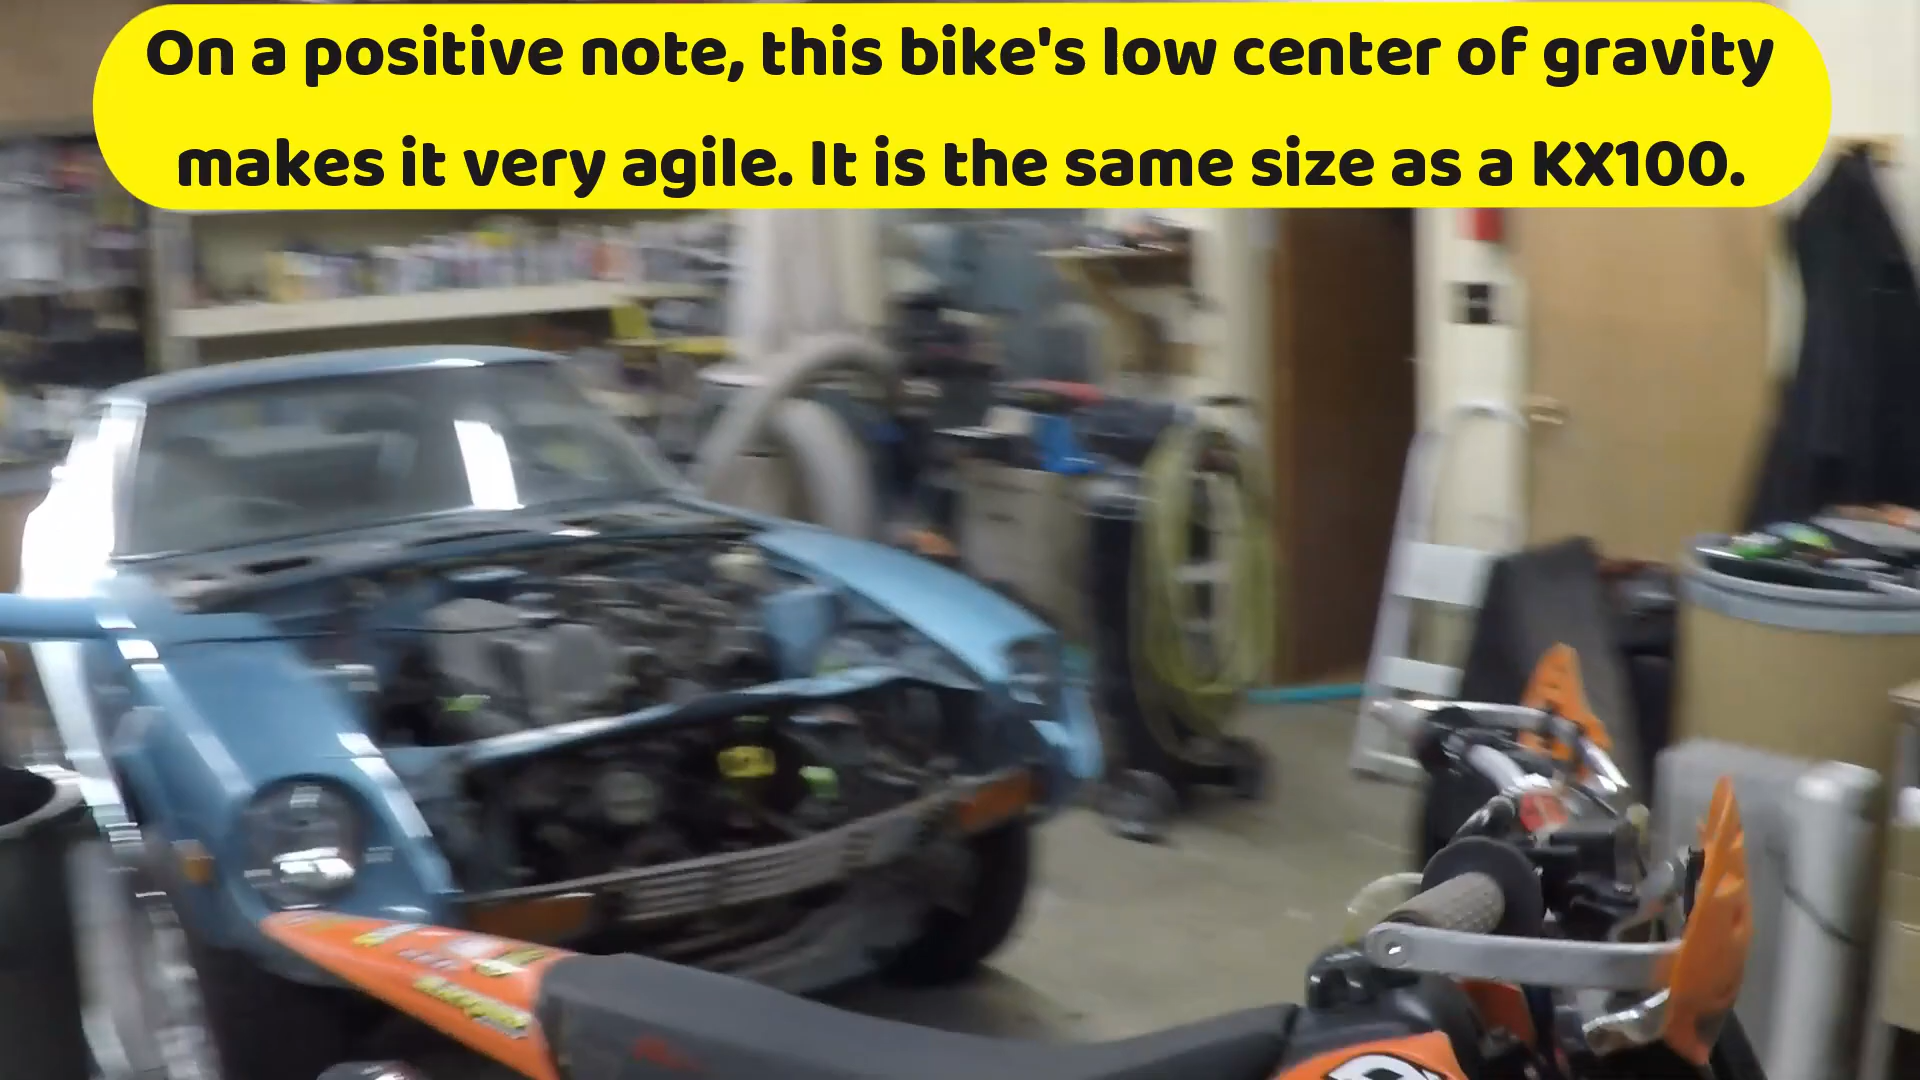 On a positive note, this bike's low center of gravity
makes it very agile. It is the same size as a KX100.